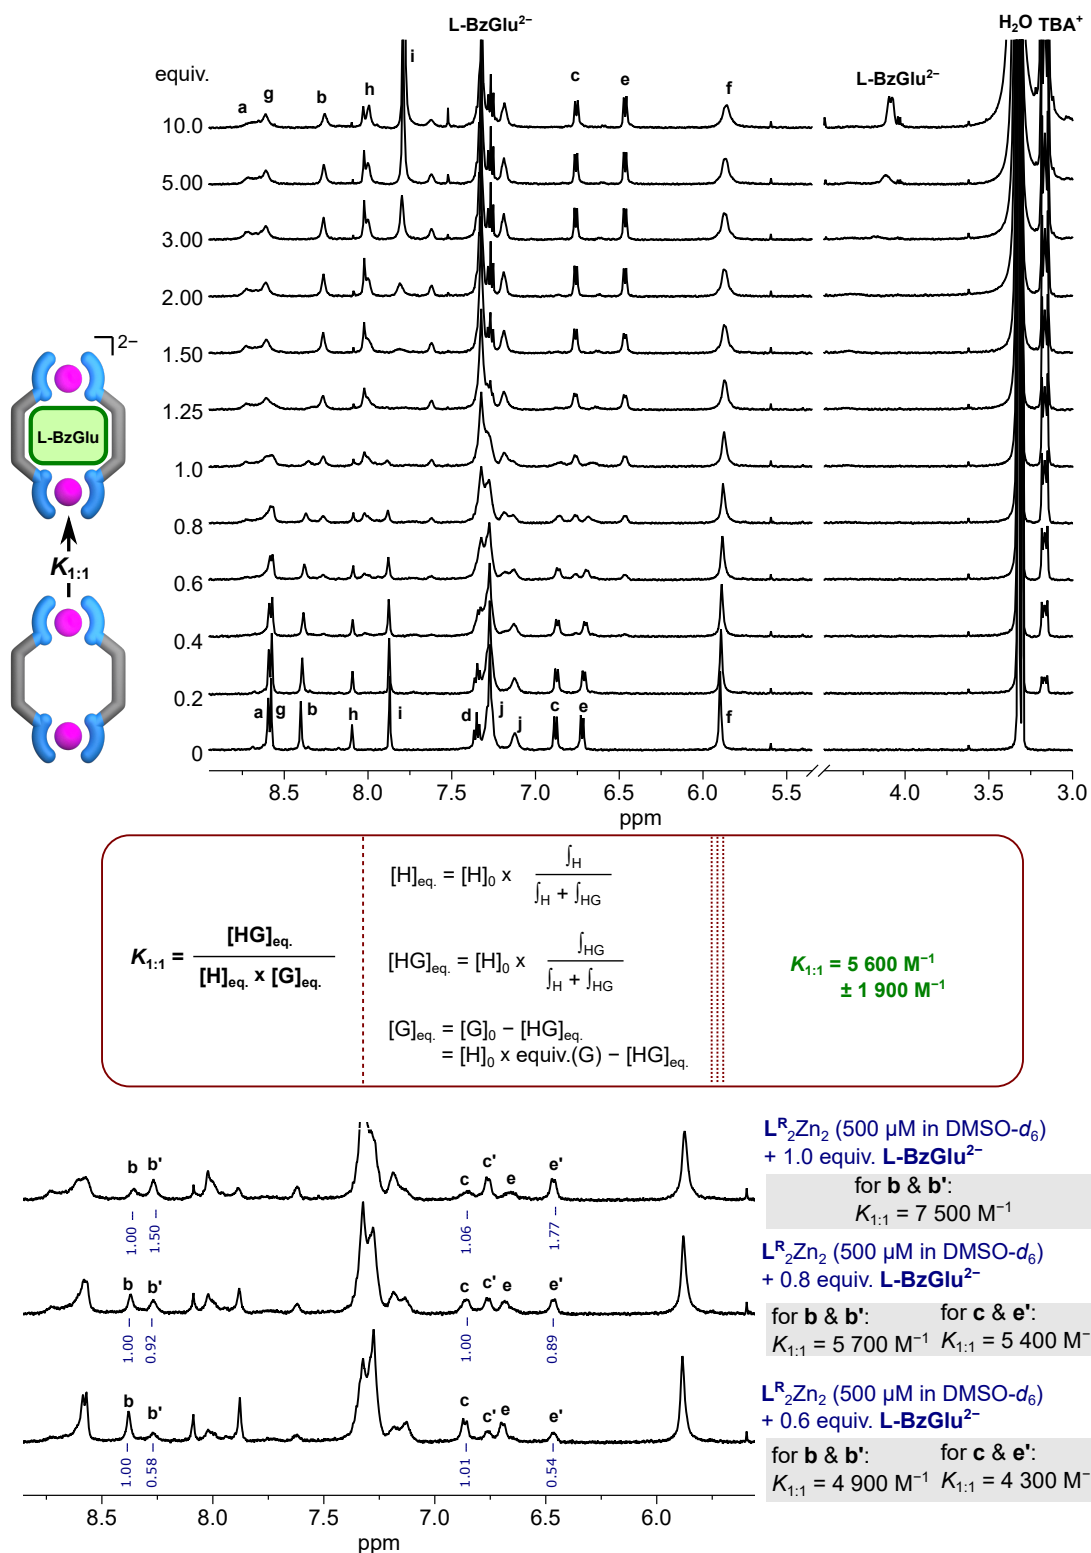 L-BzGlu²⁻
H₂O TBA⁺
equiv.
a g b h i c e f L-BzGlu²⁻
10.0
5.00
3.00
2.00
1.50
1.25
1.0
0.8
0.6
0.4
0.2
a g b h i d j j c e f
0
8.5 8.0 7.5 7.0 6.5 6.0 5.5 4.0 3.5 3.0
ppm
2−
L-BzGlu
K₁:₁
K₁:₁ = [HG]eq. / [H]eq. x [G]eq.
[H]eq. = [H]₀ x ∫H / ∫H + ∫HG
[HG]eq. = [H]₀ x ∫HG / ∫H + ∫HG
[G]eq. = [G]₀ − [HG]eq.
= [H]₀ x equiv.(G) − [HG]eq.
K₁:₁ = 5 600 M⁻¹
± 1 900 M⁻¹
b b' c c' e e'
1.00 1.50 1.06 1.77
Lᴿ₂Zn₂ (500 µM in DMSO-d₆)
+ 1.0 equiv. L-BzGlu²⁻
for b & b':
K₁:₁ = 7 500 M⁻¹
b b' c c' e e'
1.00 0.92 1.00 0.89
Lᴿ₂Zn₂ (500 µM in DMSO-d₆)
+ 0.8 equiv. L-BzGlu²⁻
for b & b': for c & e':
K₁:₁ = 5 700 M⁻¹ K₁:₁ = 5 400 M⁻
b b' c c' e e'
1.00 0.58 1.01 0.54
Lᴿ₂Zn₂ (500 µM in DMSO-d₆)
+ 0.6 equiv. L-BzGlu²⁻
for b & b': for c & e':
K₁:₁ = 4 900 M⁻¹ K₁:₁ = 4 300 M⁻
8.5 8.0 7.5 7.0 6.5 6.0
ppm